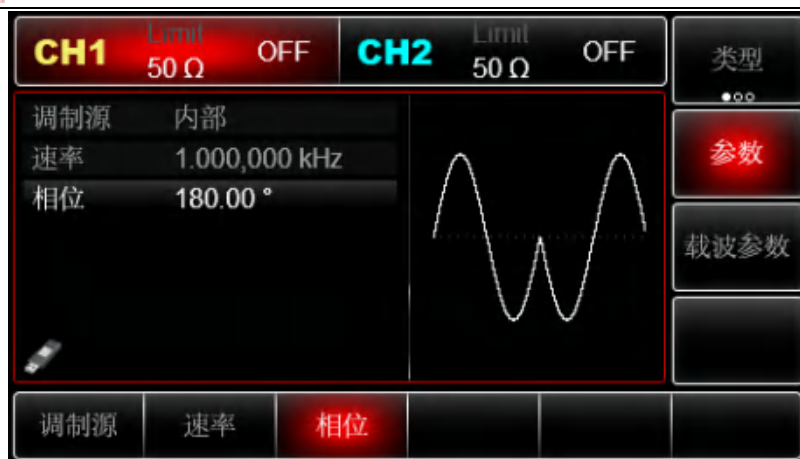 CH1 Limit 50 Ω OFF CH2 Limit 50 Ω OFF
类型
调制源 内部
速率 1.000,000 kHz
相位 180.00 °
参数
载波参数
调制源 速率 相位